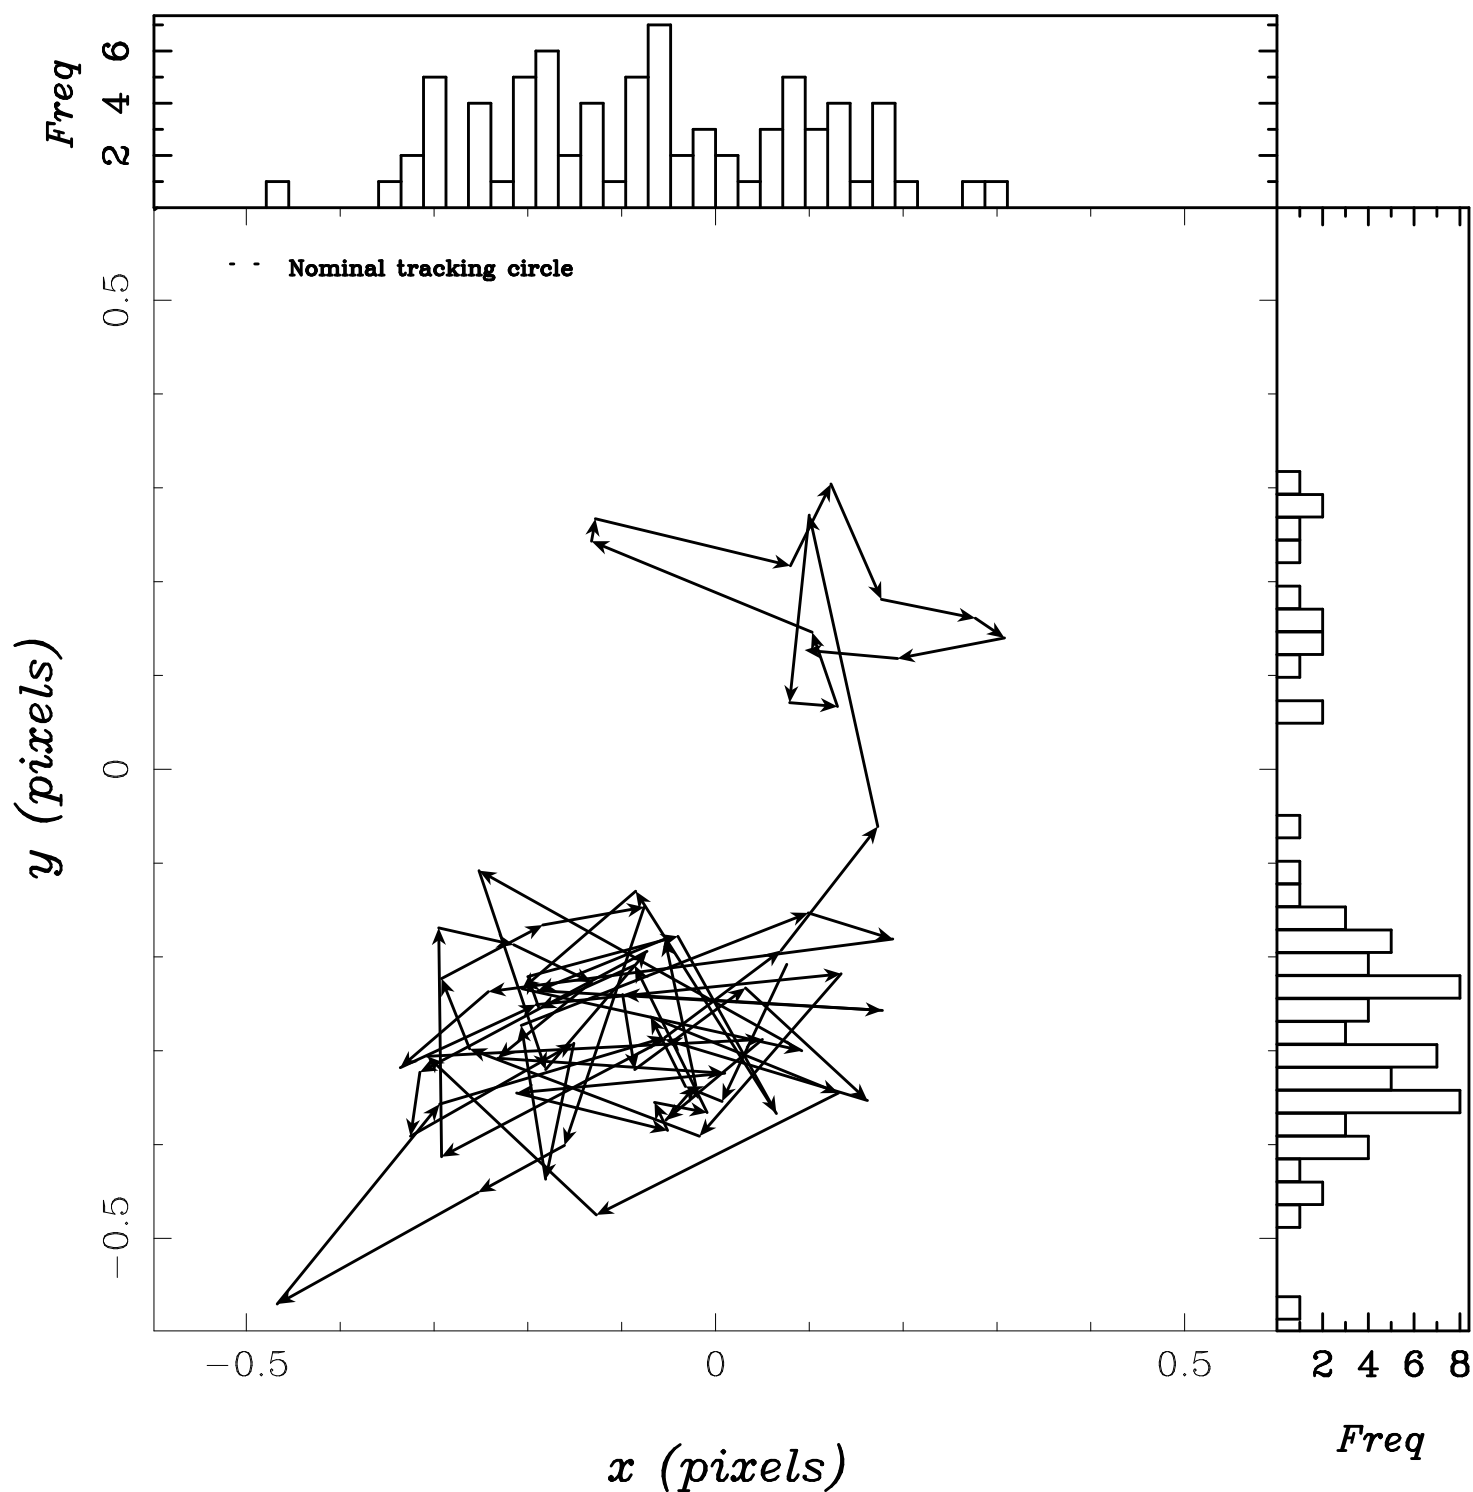 Freq
2 4 6
- - Nominal tracking circle
0.5
0
−0.5
y (pixels)
−0.5 0 0.5
x (pixels)
2 4 6 8
Freq